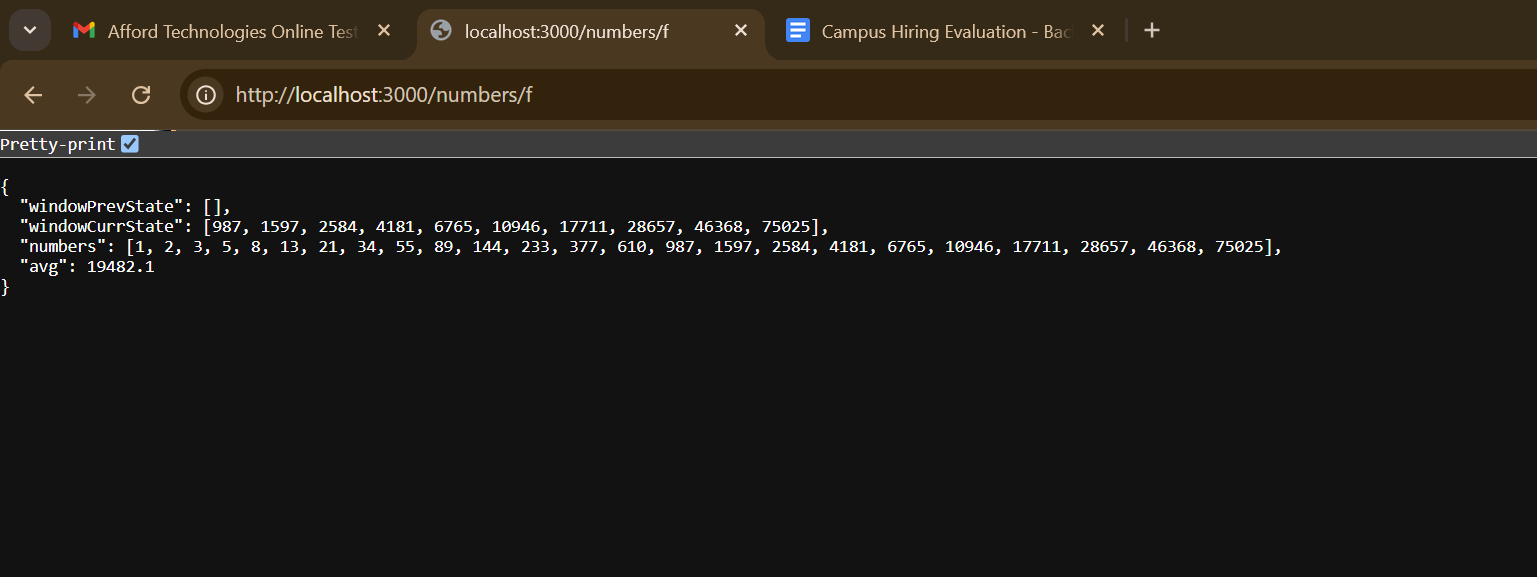 Afford Technologies Online Test
localhost:3000/numbers/f
Campus Hiring Evaluation - Bac
http://localhost:3000/numbers/f
Pretty-print
{
  "windowPrevState": [],
  "windowCurrState": [987, 1597, 2584, 4181, 6765, 10946, 17711, 28657, 46368, 75025],
  "numbers": [1, 2, 3, 5, 8, 13, 21, 34, 55, 89, 144, 233, 377, 610, 987, 1597, 2584, 4181, 6765, 10946, 17711, 28657, 46368, 75025],
  "avg": 19482.1
}